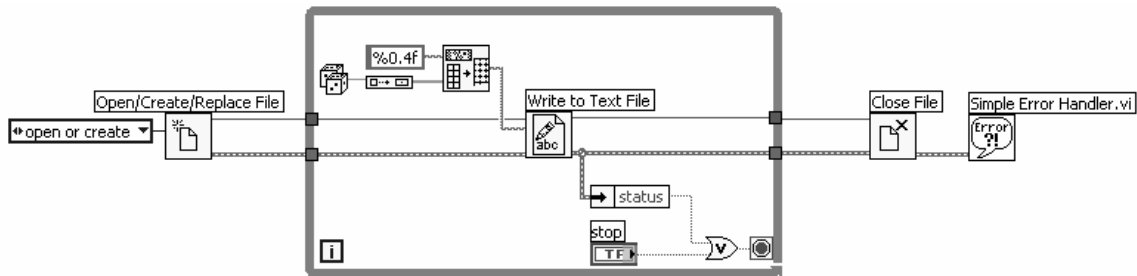 %0.4f
Open/Create/Replace File
Write to Text File
Close File
Simple Error Handler.vi
open or create
abc
Error
?!
status
stop
TF
V
i